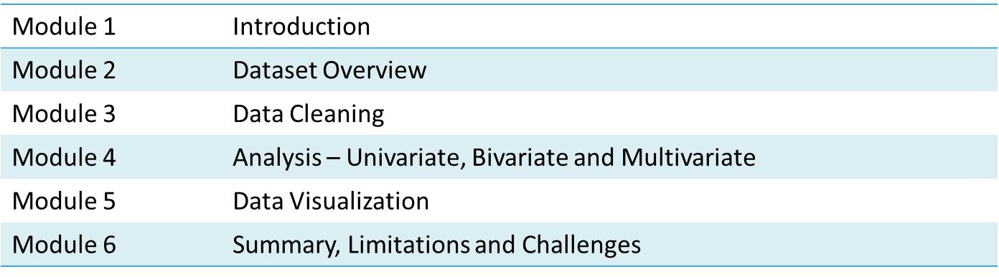 Module 1 Introduction
Module 2 Dataset Overview
Module 3 Data Cleaning
Module 4 Analysis – Univariate, Bivariate and Multivariate
Module 5 Data Visualization
Module 6 Summary, Limitations and Challenges